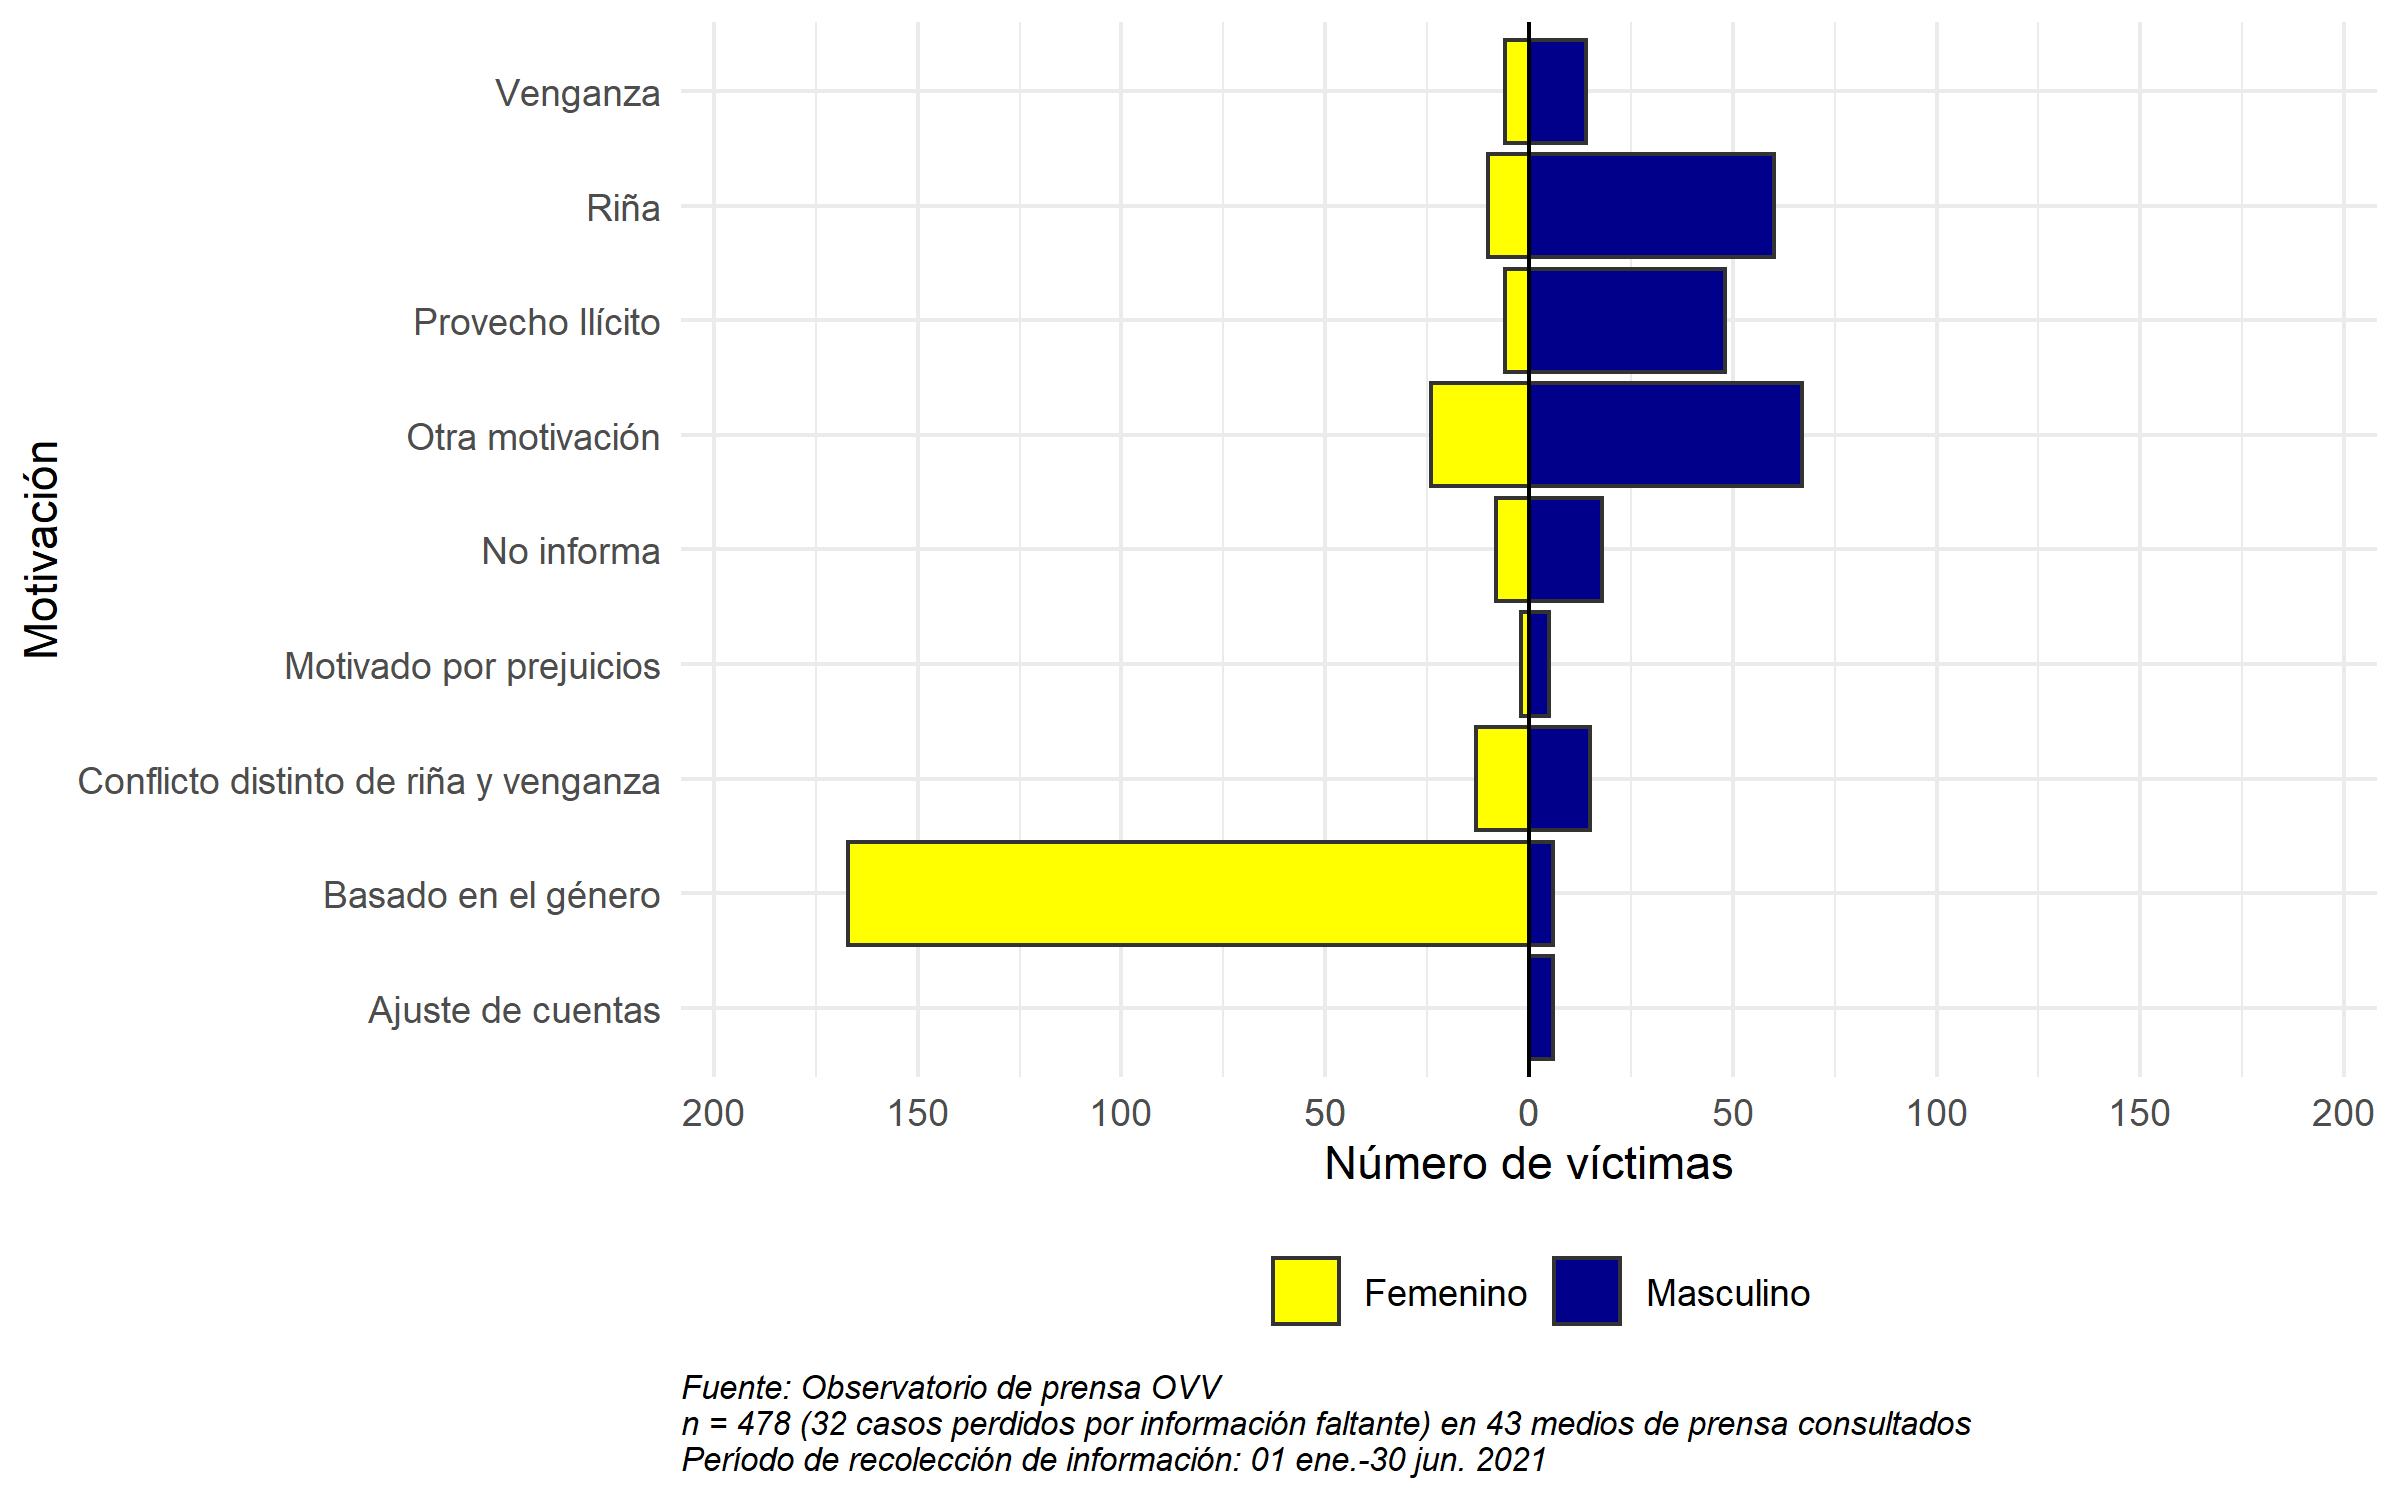 Motivación
Venganza
Riña
Provecho Ilícito
Otra motivación
No informa
Motivado por prejuicios
Conflicto distinto de riña y venganza
Basado en el género
Ajuste de cuentas
200 150 100 50 0 50 100 150 200
Número de víctimas
Femenino Masculino
Fuente: Observatorio de prensa OVV
n = 478 (32 casos perdidos por información faltante) en 43 medios de prensa consultados
Período de recolección de información: 01 ene.-30 jun. 2021